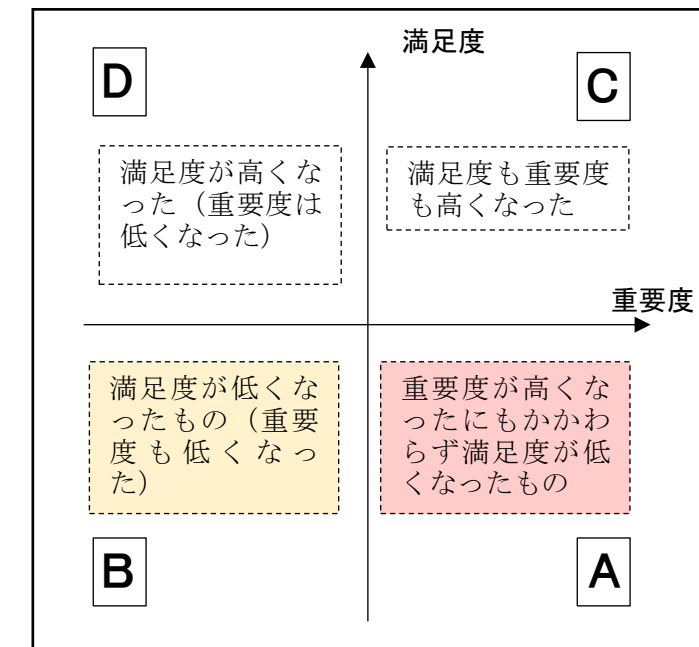 満足度
D
C
満足度が高くな
った（重要度は
低くなった）
満足度も重要度
も高くなった
重要度
満足度が低くな
ったもの（重要
度も低くなっ
た）
重要度が高くな
ったにもかかわ
らず満足度が低
くなったもの
B
A